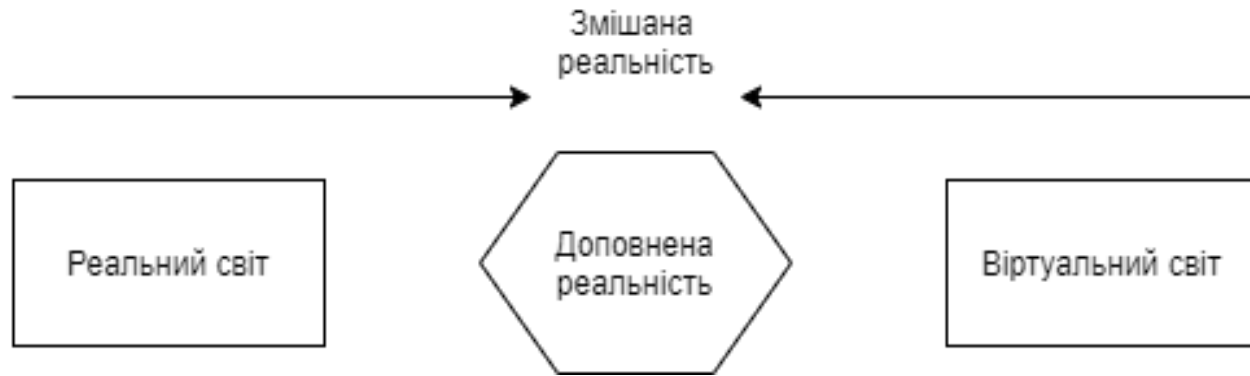 Змішана
реальність
Реальний світ
Доповнена
реальність
Віртуальний світ